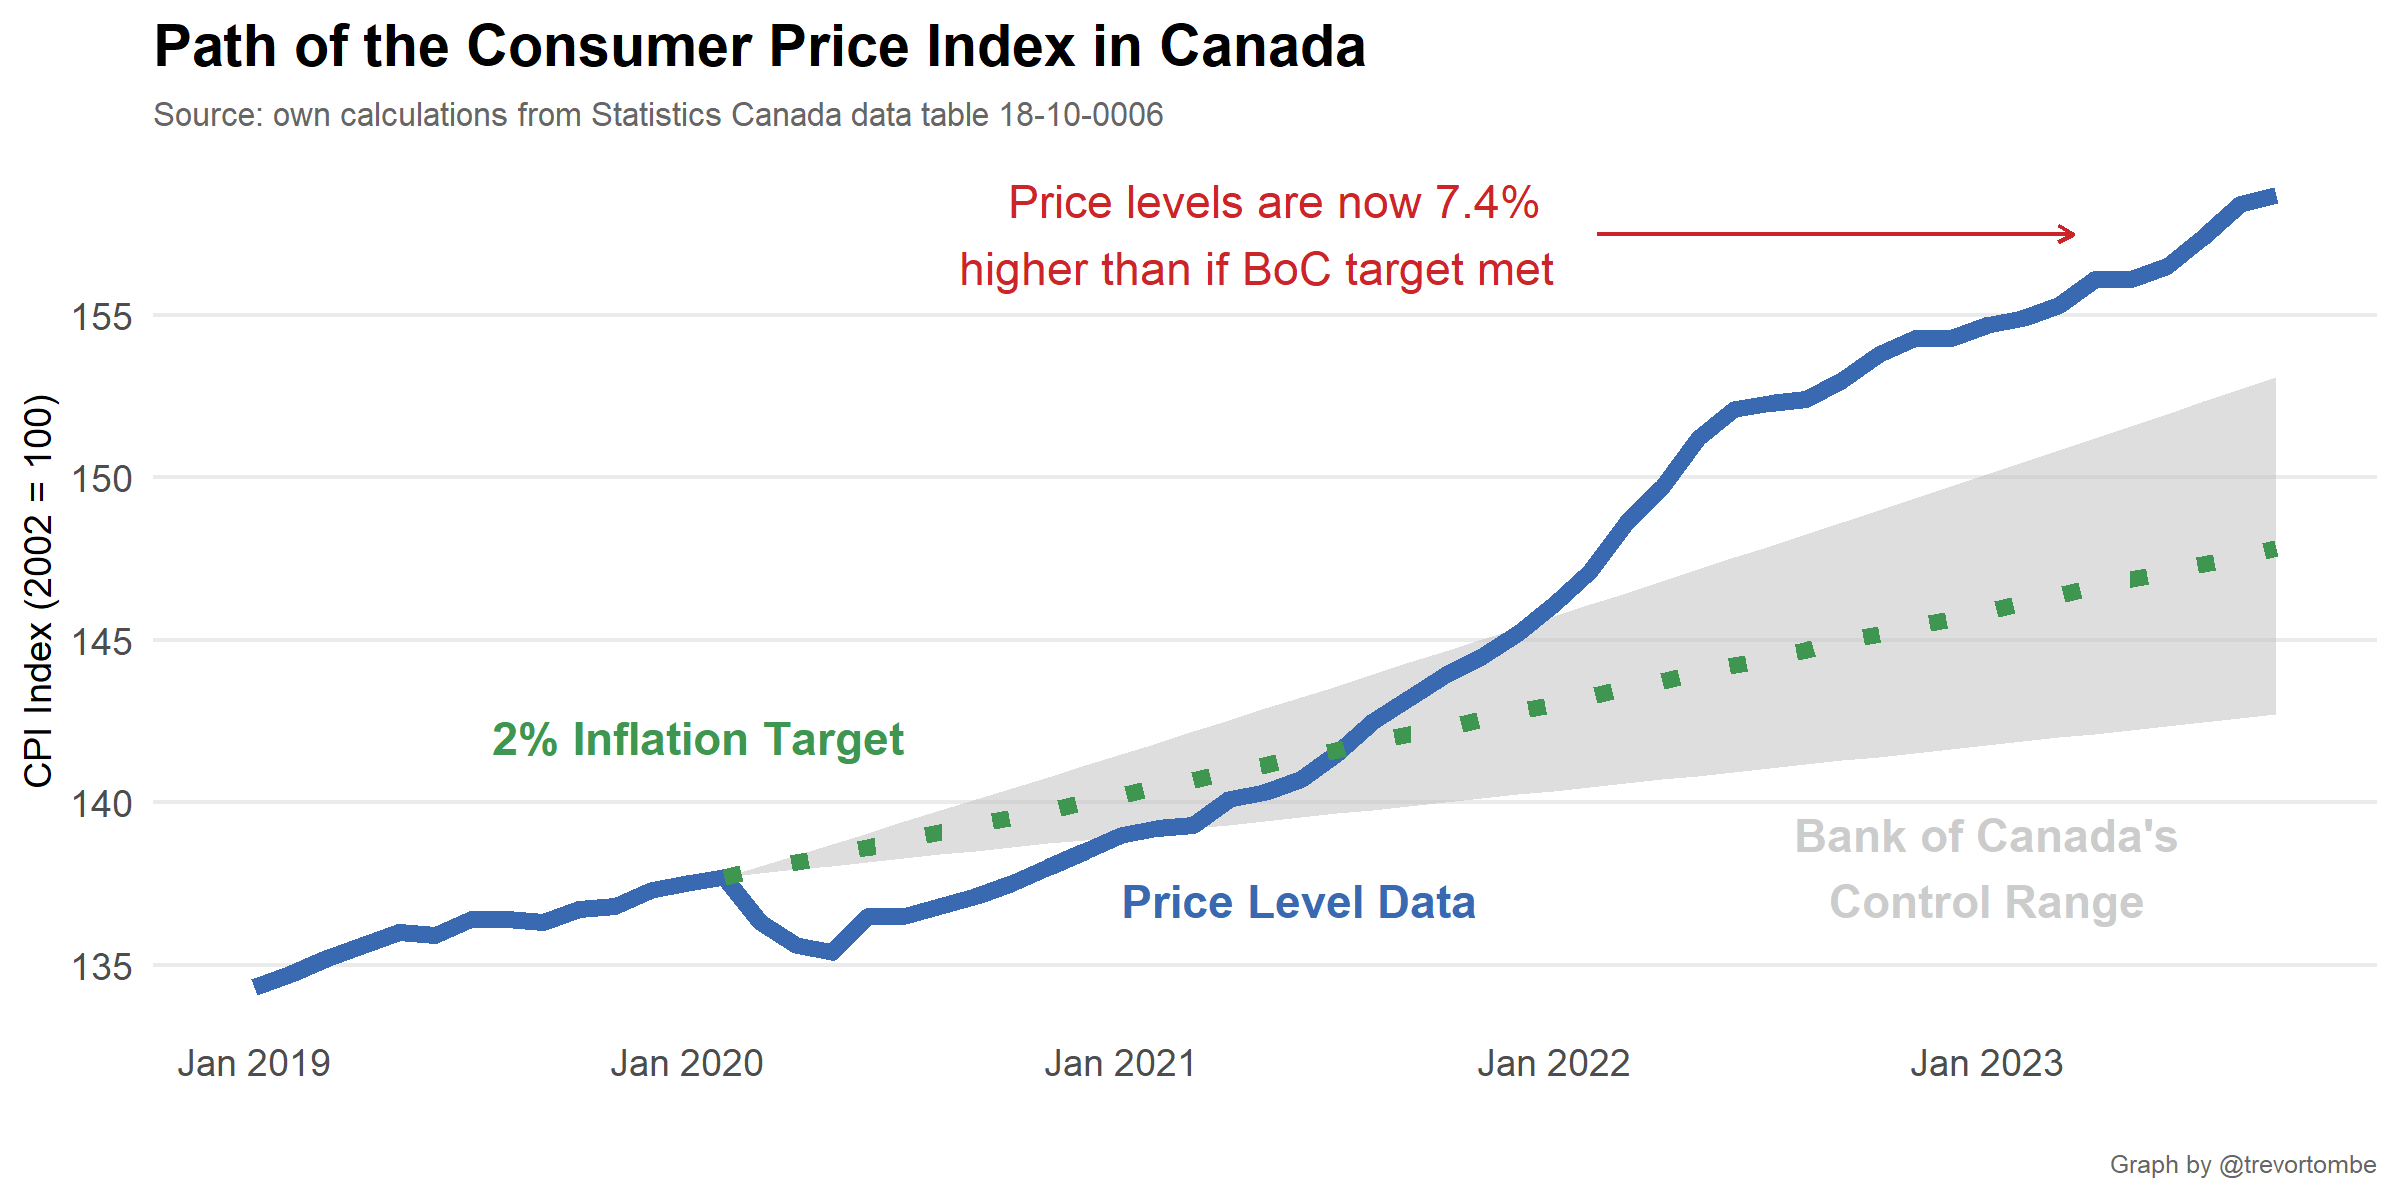 Path of the Consumer Price Index in Canada
Source: own calculations from Statistics Canada data table 18-10-0006
Price levels are now 7.4%
higher than if BoC target met
CPI Index (2002 = 100)
155
150
145
140
135
2% Inflation Target
Price Level Data
Bank of Canada's
Control Range
Jan 2019
Jan 2020
Jan 2021
Jan 2022
Jan 2023
Graph by @trevortombe